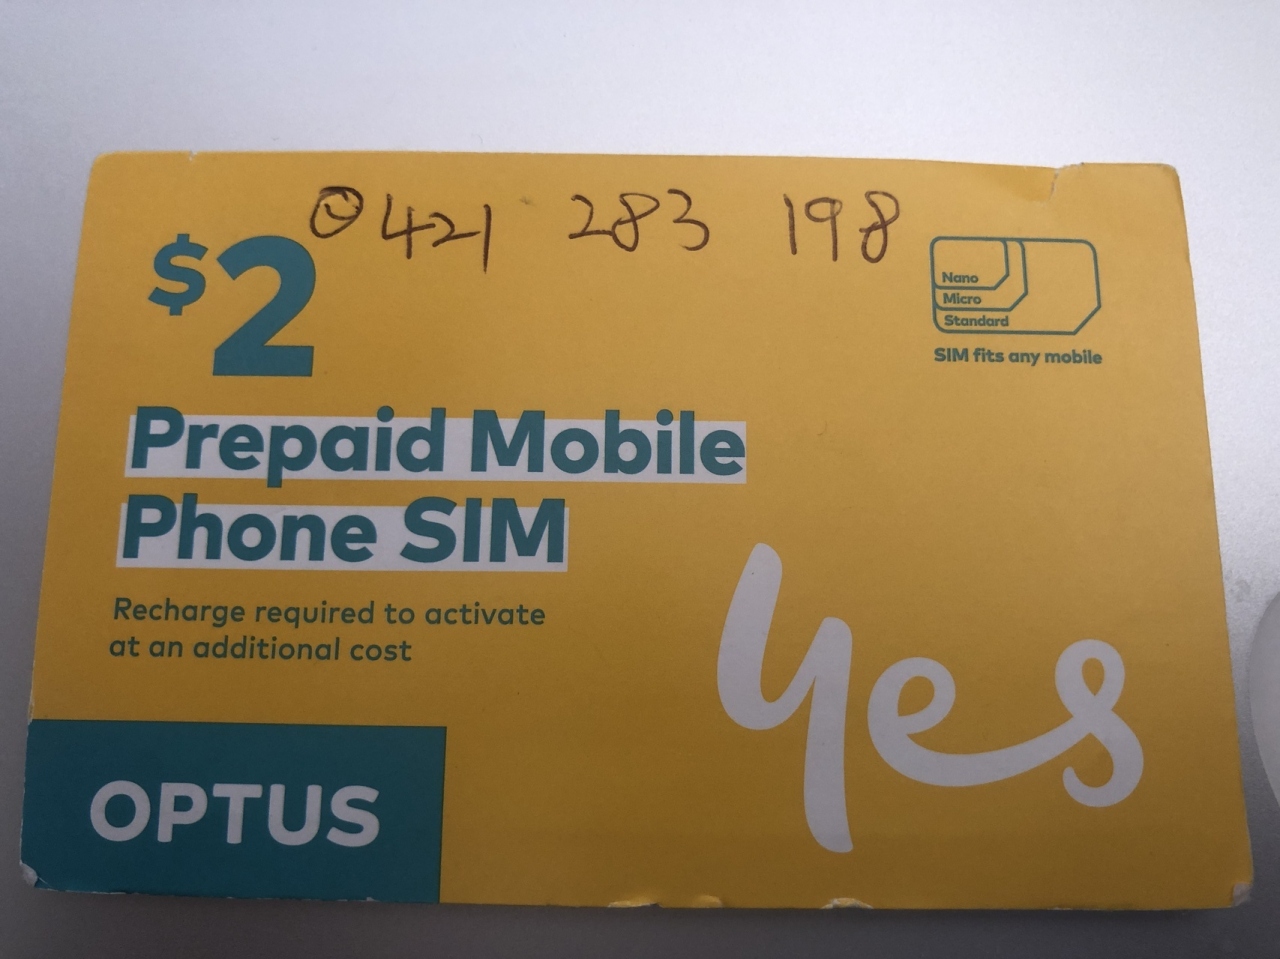 0421 283 198
$2
Nano
Micro
Standard
SIM fits any mobile
Prepaid Mobile
Phone SIM
Recharge required to activate
at an additional cost
yes
OPTUS